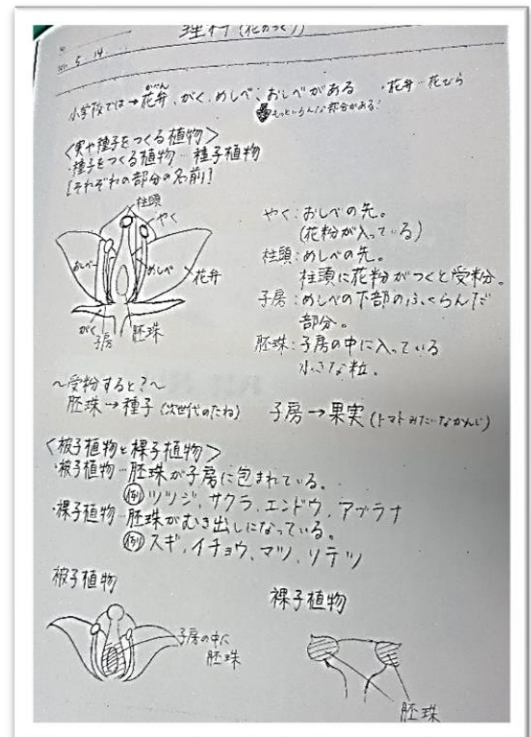 理科(花のつくり)
No.
Date 5. 14
小学校では→花弁、がく、めしべ、おしべがある ・花弁…花びら
かべん
もっといろんな部分がある!
<実や種子をつくる植物>
・種子をつくる植物…種子植物
[それぞれの部分の名前]
柱頭
やく
おしべ
めしべ
花弁
がく
子房
胚珠
やく:おしべの先。
(花粉が入っている)
柱頭:めしべの先。
柱頭に花粉がつくと受粉。
子房:めしべの下部のふくらんだ
部分。
胚珠:子房の中に入っている
小さな粒。
~受粉すると?~
胚珠→種子(次世代のたね) 子房→果実(トマトみたいなかんじ)
<被子植物と裸子植物>
・被子植物…胚珠が子房に包まれている。
例 ツツジ、サクラ、エンドウ、アブラナ
・裸子植物…胚珠がむき出しになっている。
例 スギ、イチョウ、マツ、ソテツ
被子植物
子房の中に
胚珠
裸子植物
胚珠